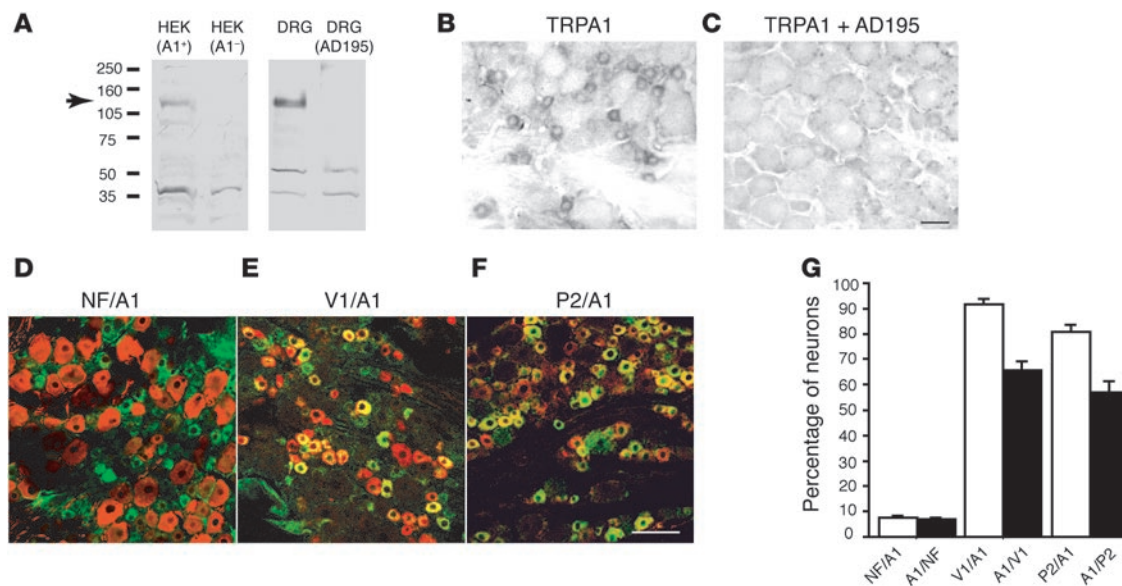 A
HEK (A1⁺)
HEK (A1⁻)
DRG
DRG (AD195)
250
160
105
75
50
35
B
TRPA1
C
TRPA1 + AD195
D
NF/A1
E
V1/A1
F
P2/A1
G
Percentage of neurons
100
90
80
70
60
50
40
30
20
10
0
NF/A1
A1/NF
V1/A1
A1/V1
P2/A1
A1/P2